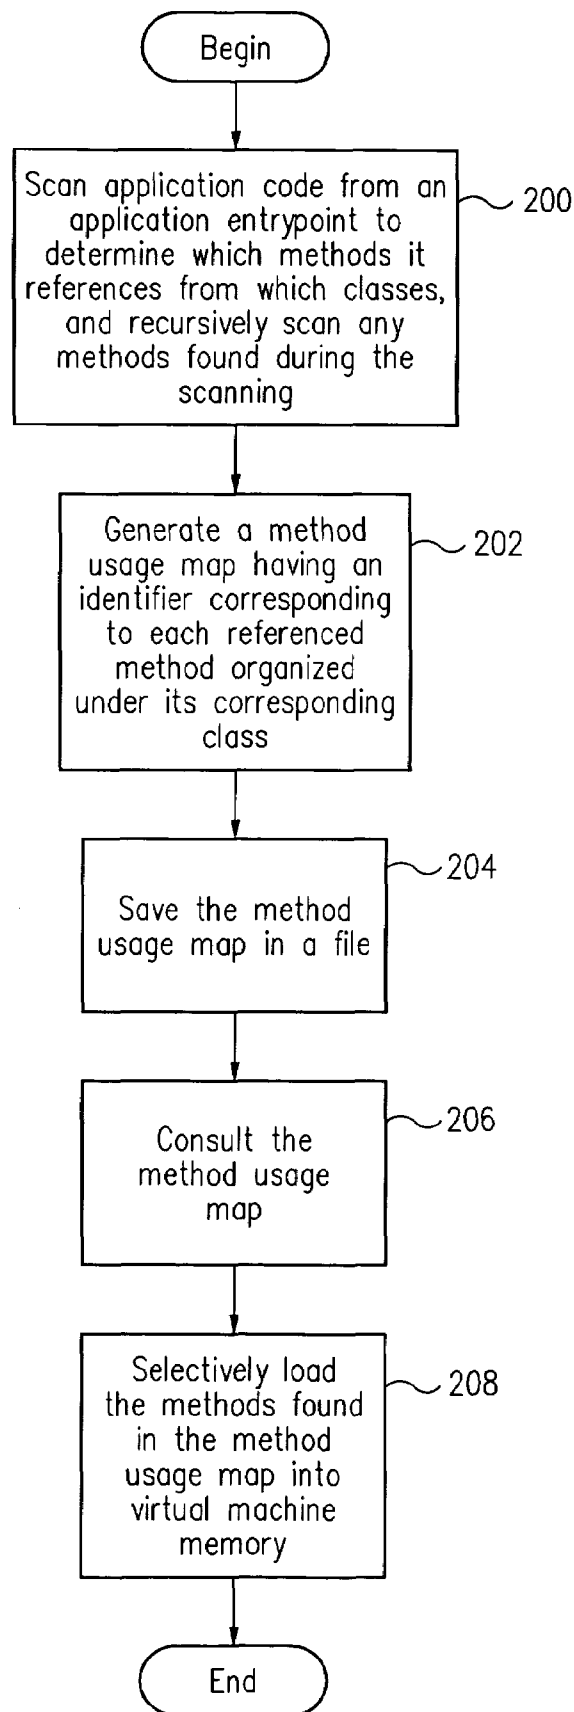 Begin
Scan application code from an
application entrypoint to
determine which methods it
references from which classes,
and recursively scan any
methods found during the
scanning
200
Generate a method
usage map having an
identifier corresponding
to each referenced
method organized
under its corresponding
class
202
Save the method
usage map in a file
204
Consult the
method usage
map
206
Selectively load
the methods found
in the method
usage map into
virtual machine
memory
208
End